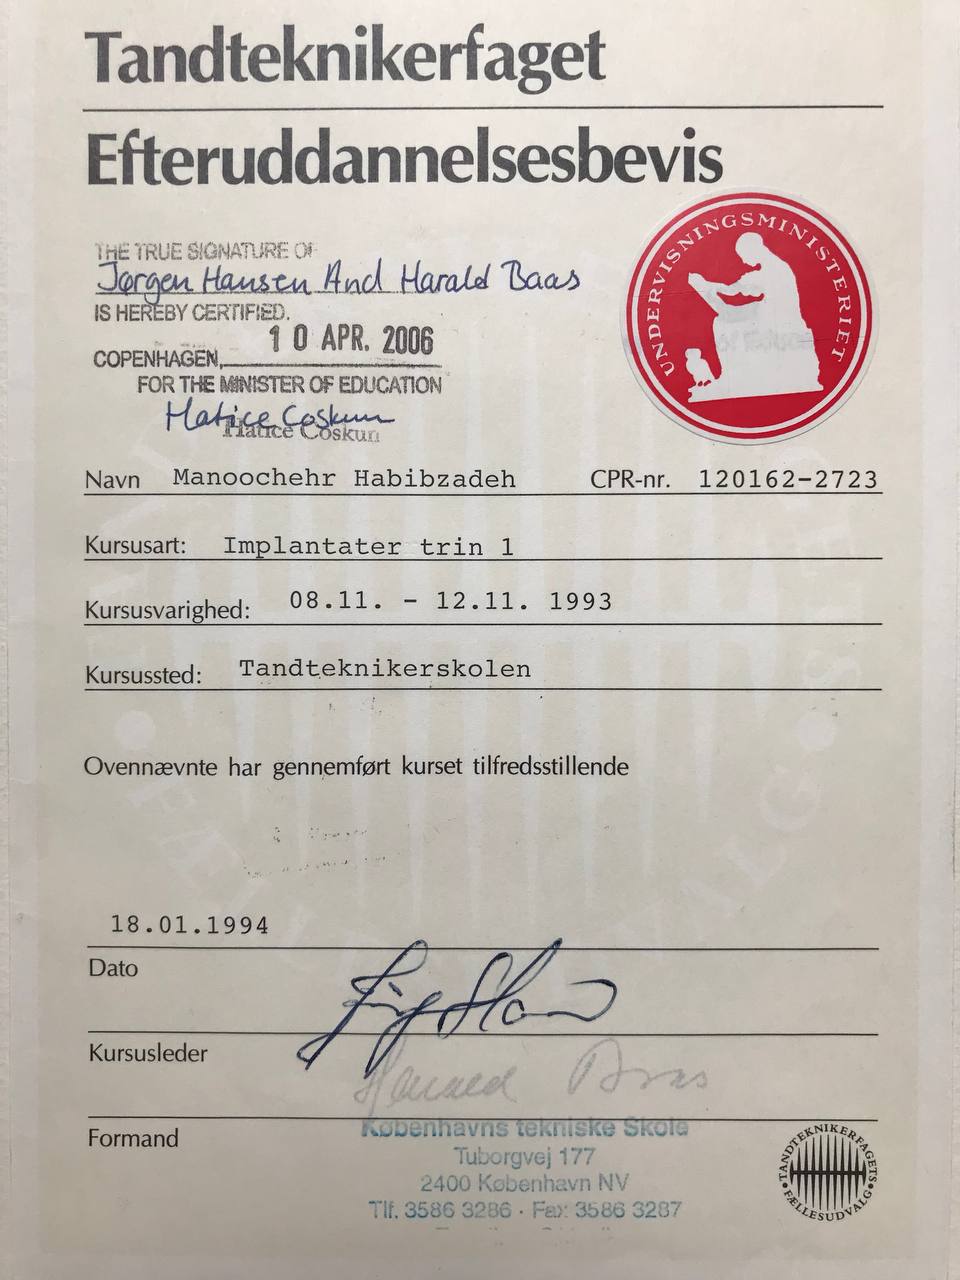 Tandteknikerfaget
Efteruddannelsesbevis
THE TRUE SIGNATURE OF
Jørgen Hansen And Harald Baas
IS HEREBY CERTIFIED.
COPENHAGEN, 10 APR. 2006
FOR THE MINISTER OF EDUCATION
Hatice Coskun
Hatice Coskun
UNDERVISNINGSMINISTERIET
Navn Manoochehr Habibzadeh CPR-nr. 120162-2723
Kursusart: Implantater trin 1
Kursusvarighed: 08.11. - 12.11. 1993
Kursussted: Tandteknikerskolen
Ovennævnte har gennemført kurset tilfredsstillende
18.01.1994
Dato
Kursusleder
Harald Baas
Formand
Københavns tekniske Skole
Tuborgvej 177
2400 København NV
Tlf. 3586 3286 · Fax: 3586 3287
TANDTEKNIKERFAGETS
FÆLLESUDVALG